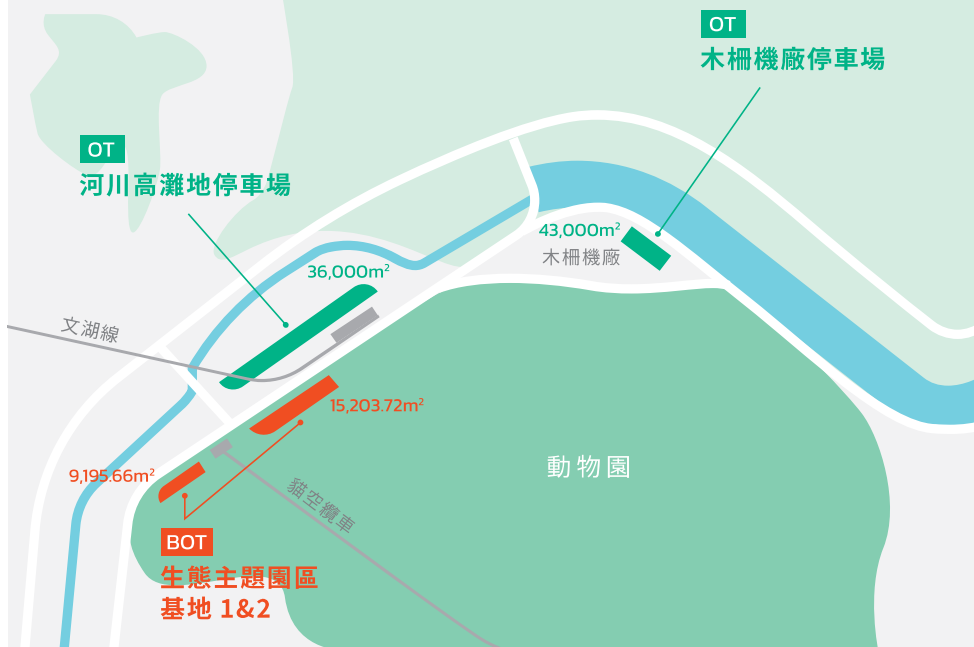 OT
木柵機廠停車場
OT
河川高灘地停車場
43,000m²
木柵機廠
36,000m²
文湖線
15,203.72m²
動物園
9,195.66m²
貓空纜車
BOT
生態主題園區
基地 1&2